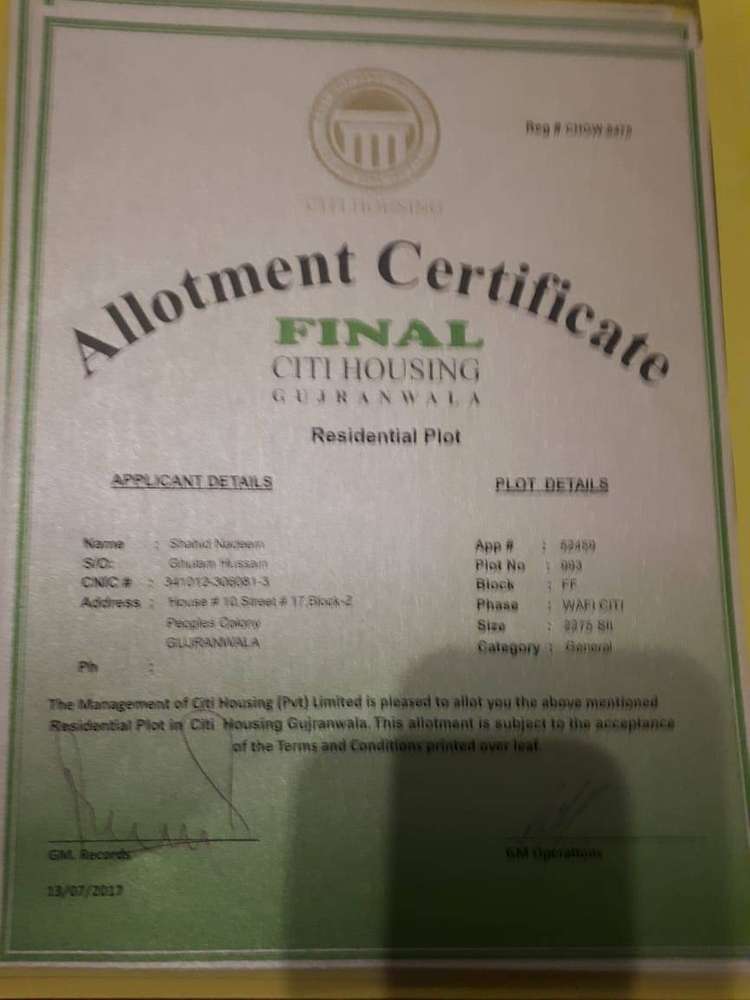 Reg # CHGW
CITI HOUSING
Allotment Certificate
FINAL
CITI HOUSING
GUJRANWALA
Residential Plot
APPLICANT DETAILS
PLOT DETAILS
Name : Shahid Nadeem
App # :
S/O: Ghulam Hussain
Plot No :
CNIC # :
Block : FF
Address : House # 10 Street # 17 Block-Z
Phase : WAFI CITI
Peoples Colony
Size :
GUJRANWALA
Category : General
Ph :
The Management of Citi Housing (Pvt) Limited is pleased to allot you the above mentioned
Residential Plot in Citi Housing Gujranwala. This allotment is subject to the acceptance
of the Terms and Conditions printed over leaf.
GM. Records
GM Operations
13/07/2017